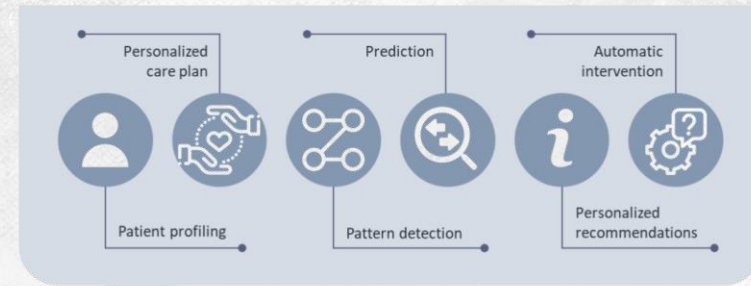 Personalized
care plan
Prediction
Automatic
intervention
?
i
Patient profiling
Pattern detection
Personalized
recommendations